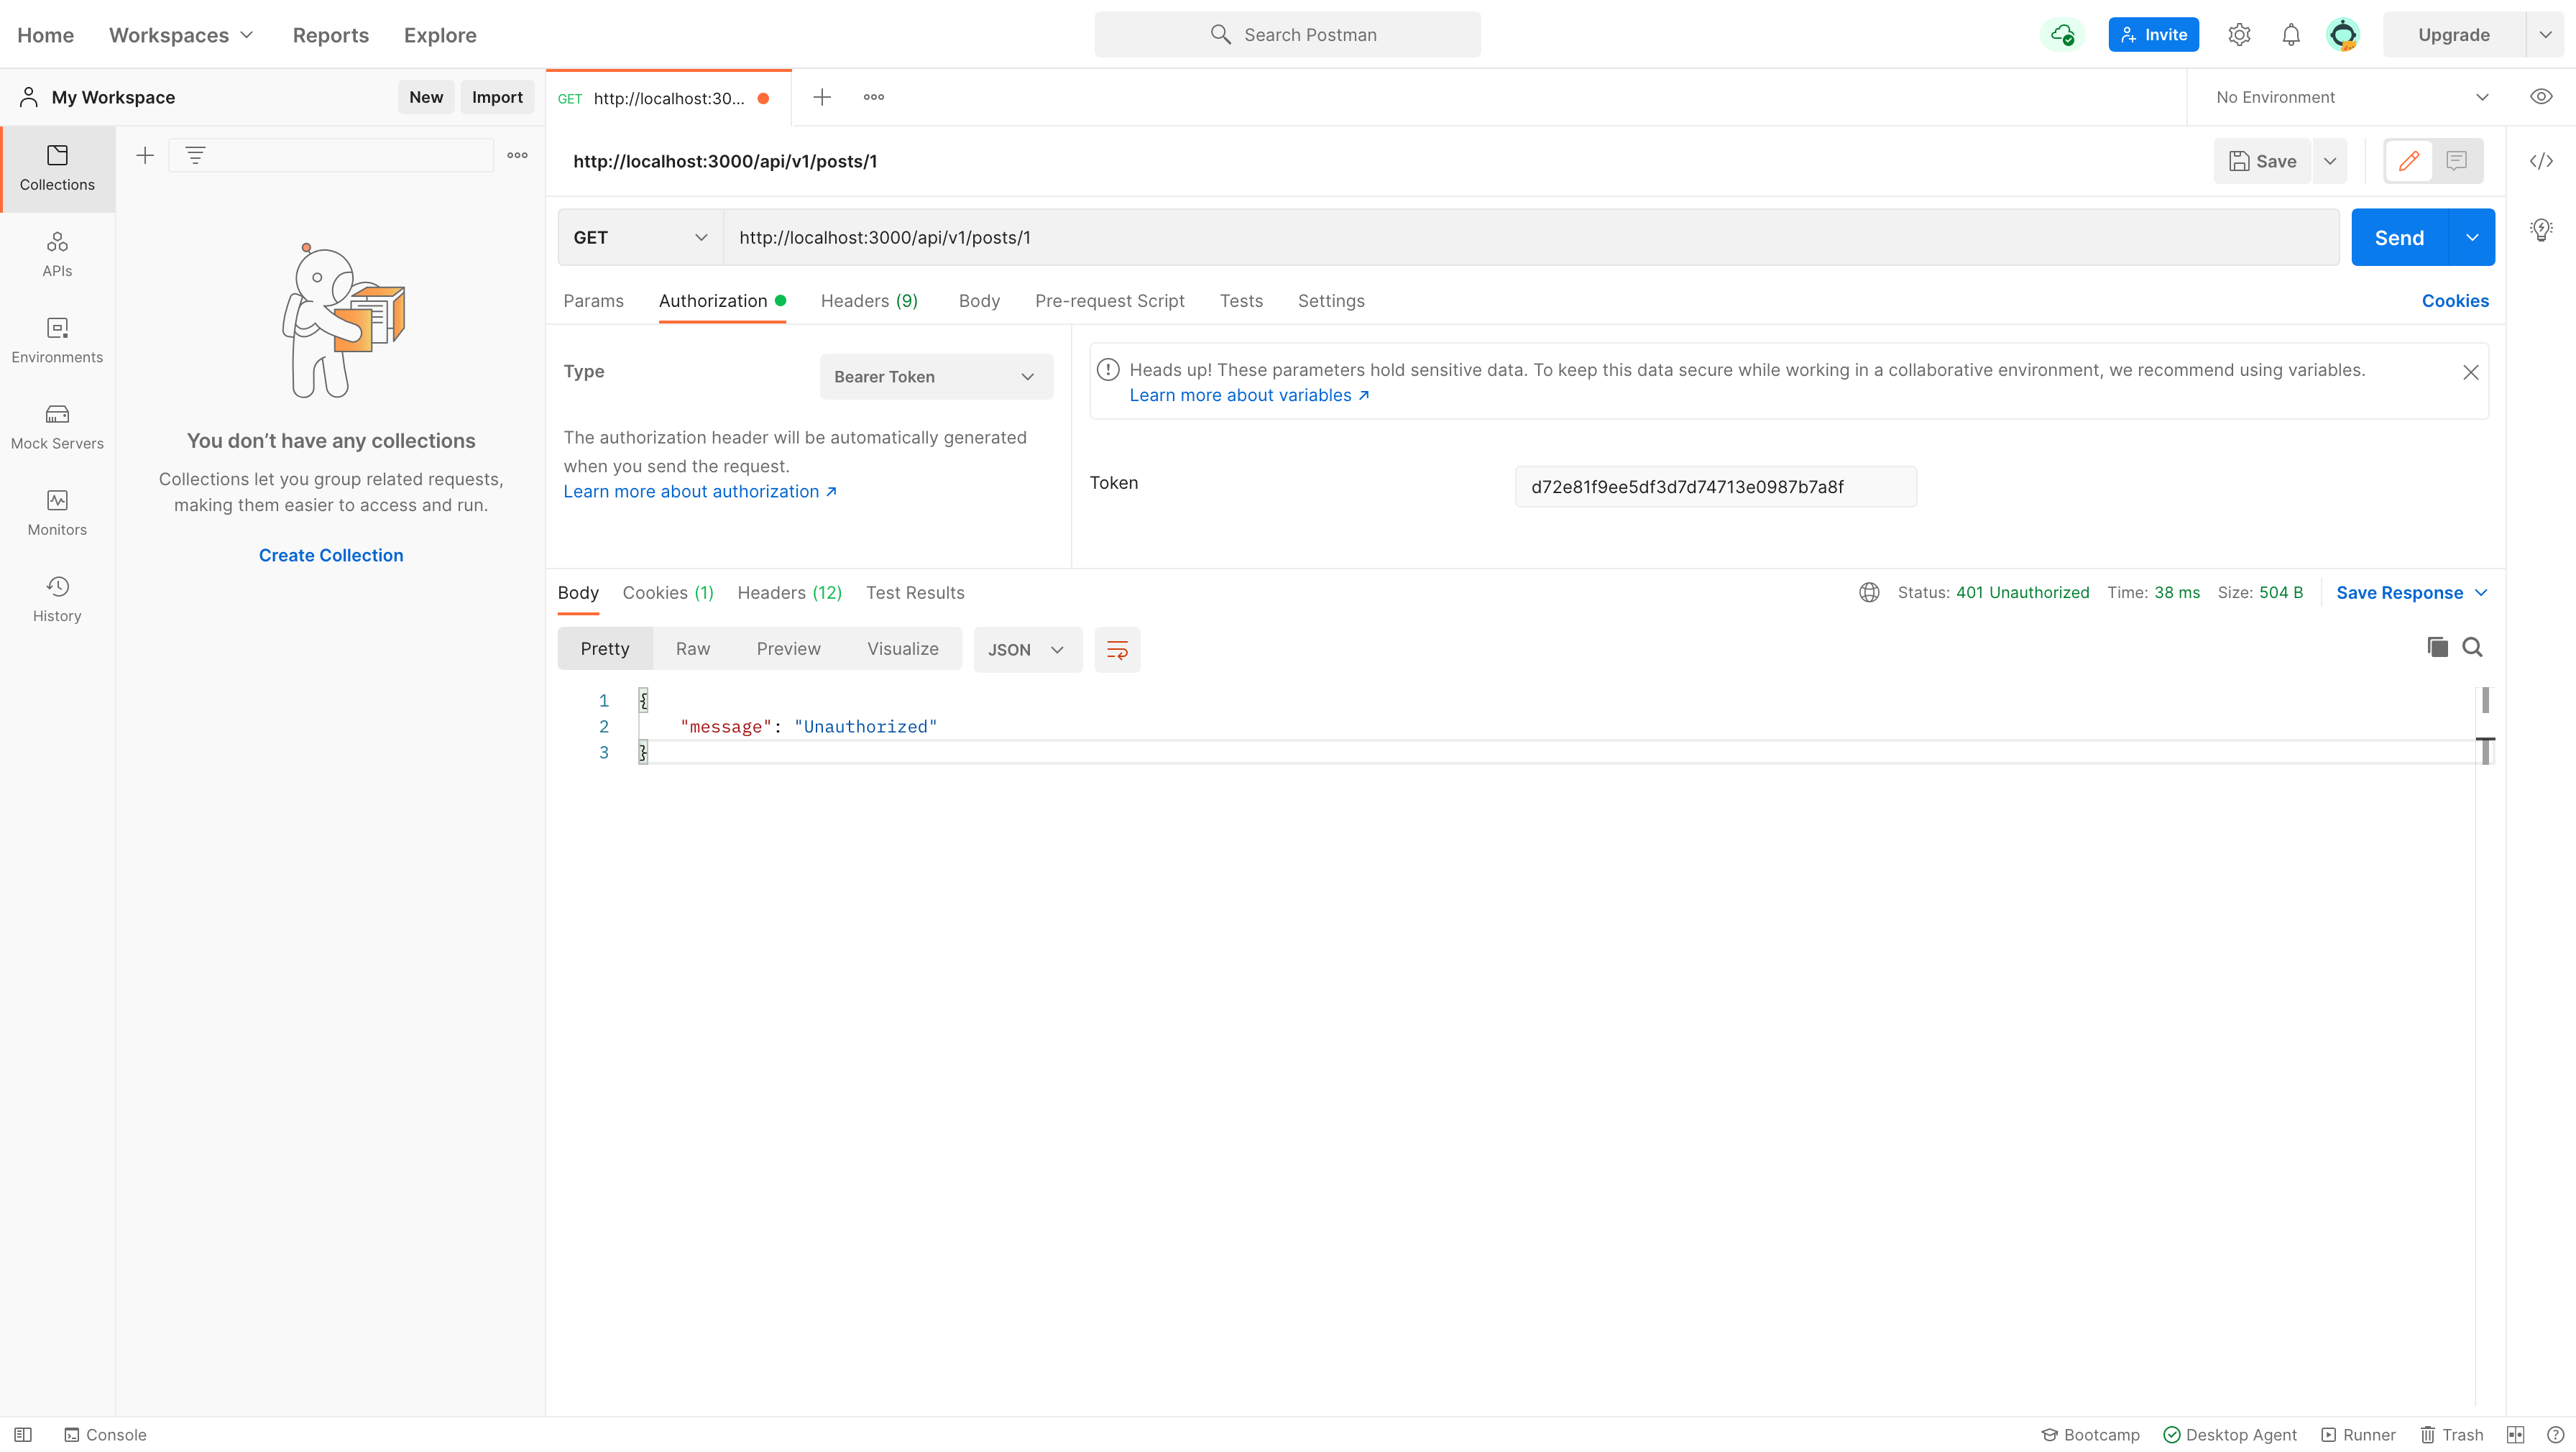 Home Workspaces Reports Explore
Search Postman
Invite
Upgrade
My Workspace
New Import
GET http://localhost:30...
No Environment
Collections
APIs
Environments
Mock Servers
Monitors
History
You don’t have any collections
Collections let you group related requests,
making them easier to access and run.
Create Collection
http://localhost:3000/api/v1/posts/1
Save
GET http://localhost:3000/api/v1/posts/1
Send
Params Authorization Headers (9) Body Pre-request Script Tests Settings
Cookies
Type
Bearer Token
The authorization header will be automatically generated
when you send the request.
Learn more about authorization ↗
Heads up! These parameters hold sensitive data. To keep this data secure while working in a collaborative environment, we recommend using variables.
Learn more about variables ↗
Token
d72e81f9ee5df3d7d74713e0987b7a8f
Body Cookies (1) Headers (12) Test Results
Status: 401 Unauthorized Time: 38 ms Size: 504 B
Save Response
Pretty Raw Preview Visualize
JSON
1 {
2 "message": "Unauthorized"
3 }
Console
Bootcamp Desktop Agent Runner Trash